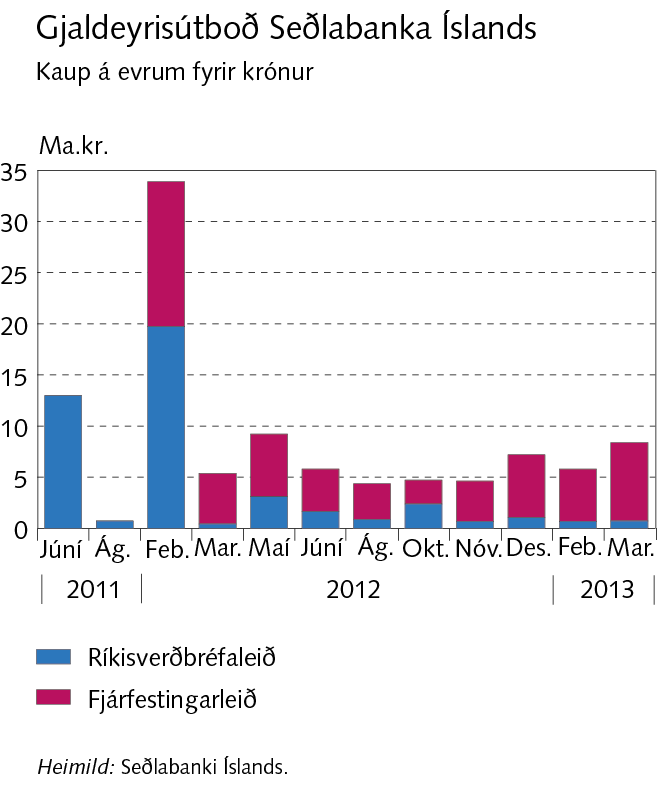 Gjaldeyrisútboð Seðlabanka Íslands
Kaup á evrum fyrir krónur
Ma.kr.
35
30
25
20
15
10
5
0
Júní Ág. Feb. Mar. Maí Júní Ág. Okt. Nóv. Des. Feb. Mar.
2011 2012 2013
Ríkisverðbréfaleið
Fjárfestingarleið
Heimild: Seðlabanki Íslands.